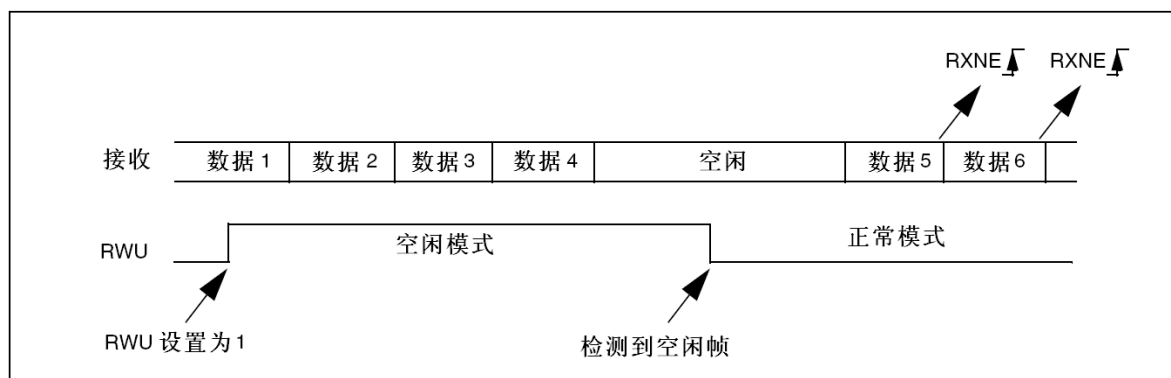 RXNE RXNE
接收 数据 1 数据 2 数据 3 数据 4 空闲 数据 5 数据 6
RWU 空闲模式 正常模式
RWU 设置为 1 检测到空闲帧